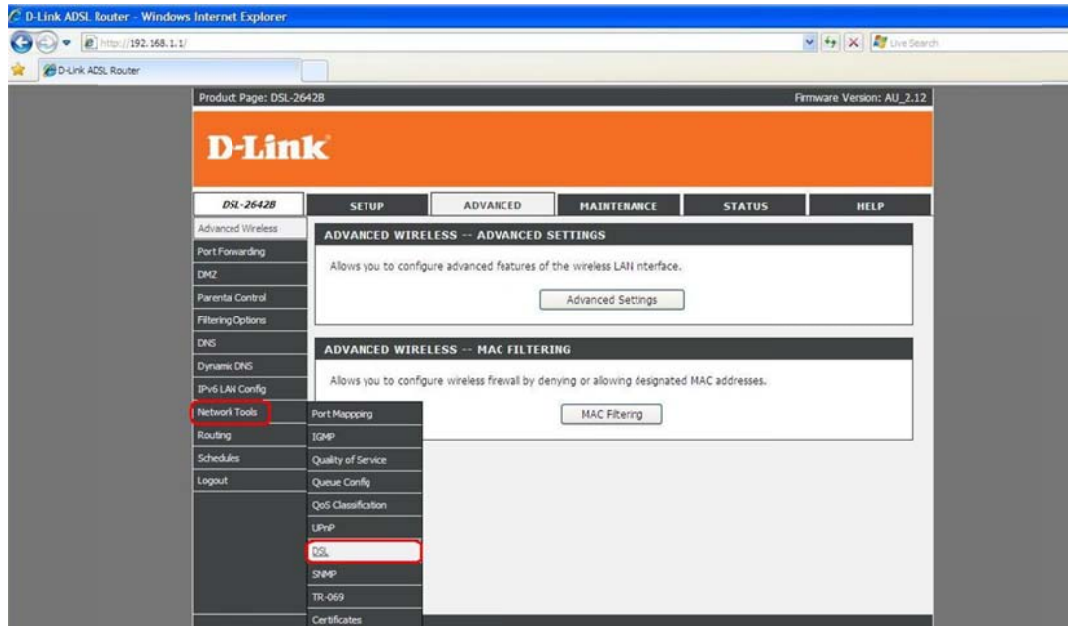 D-Link ADSL Router - Windows Internet Explorer
http://192.168.1.1/
Live Search
D-Link ADSL Router
Product Page: DSL-2642B
Firmware Version: AU_2.12
D-Link
DSL-2642B
SETUP
ADVANCED
MAINTENANCE
STATUS
HELP
Advanced Wireless
Port Forwarding
DMZ
Parenta Control
Filtering Options
DNS
Dynamic DNS
IPv6 LAN Config
Network Tools
Routing
Schedules
Logout
ADVANCED WIRELESS -- ADVANCED SETTINGS
Allows you to configure advanced features of the wireless LAN nterface.
Advanced Settings
ADVANCED WIRELESS -- MAC FILTERING
Allows you to configure wireless firewall by denying or allowing designated MAC addresses.
MAC Filtering
Port Mappping
IGMP
Quality of Service
Queue Config
QoS Classification
UPnP
DSL
SNMP
TR-069
Certificates